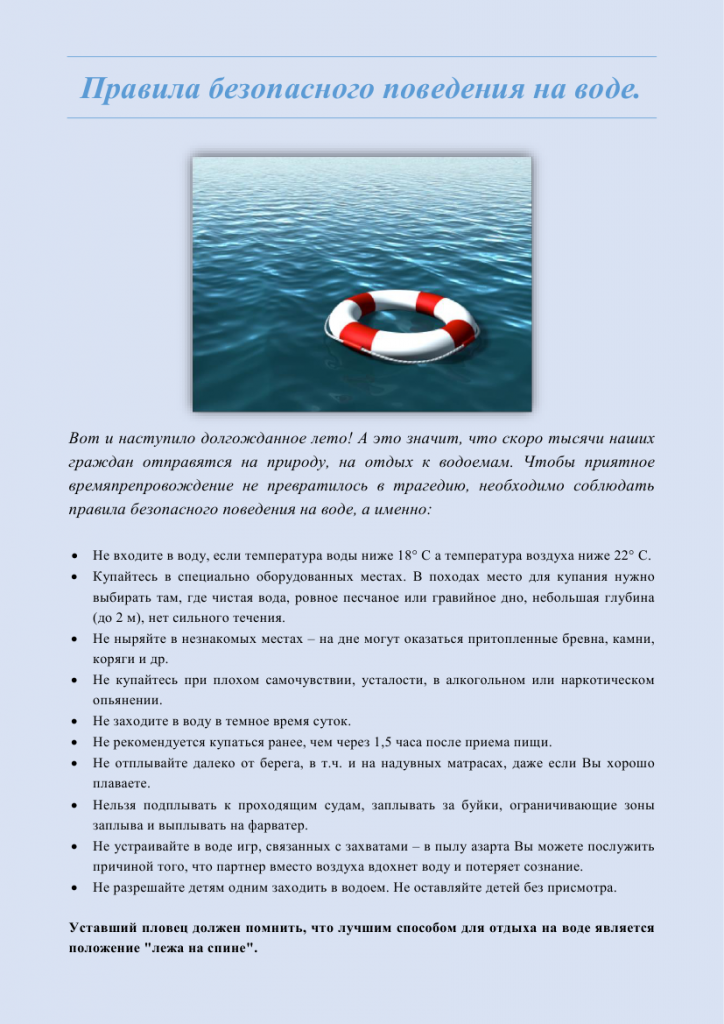 Правила безопасного поведения на воде.
Вот и наступило долгожданное лето! А это значит, что скоро тысячи наших
граждан отправятся на природу, на отдых к водоемам. Чтобы приятное
времяпрепровождение не превратилось в трагедию, необходимо соблюдать
правила безопасного поведения на воде, а именно:
• Не входите в воду, если температура воды ниже 18° С а температура воздуха ниже 22° С.
• Купайтесь в специально оборудованных местах. В походах место для купания нужно
выбирать там, где чистая вода, ровное песчаное или гравийное дно, небольшая глубина
(до 2 м), нет сильного течения.
• Не ныряйте в незнакомых местах – на дне могут оказаться притопленные бревна, камни,
коряги и др.
• Не купайтесь при плохом самочувствии, усталости, в алкогольном или наркотическом
опьянении.
• Не заходите в воду в темное время суток.
• Не рекомендуется купаться ранее, чем через 1,5 часа после приема пищи.
• Не отплывайте далеко от берега, в т.ч. и на надувных матрасах, даже если Вы хорошо
плаваете.
• Нельзя подплывать к проходящим судам, заплывать за буйки, ограничивающие зоны
заплыва и выплывать на фарватер.
• Не устраивайте в воде игр, связанных с захватами – в пылу азарта Вы можете послужить
причиной того, что партнер вместо воздуха вдохнет воду и потеряет сознание.
• Не разрешайте детям одним заходить в водоем. Не оставляйте детей без присмотра.
Уставший пловец должен помнить, что лучшим способом для отдыха на воде является
положение "лежа на спине".